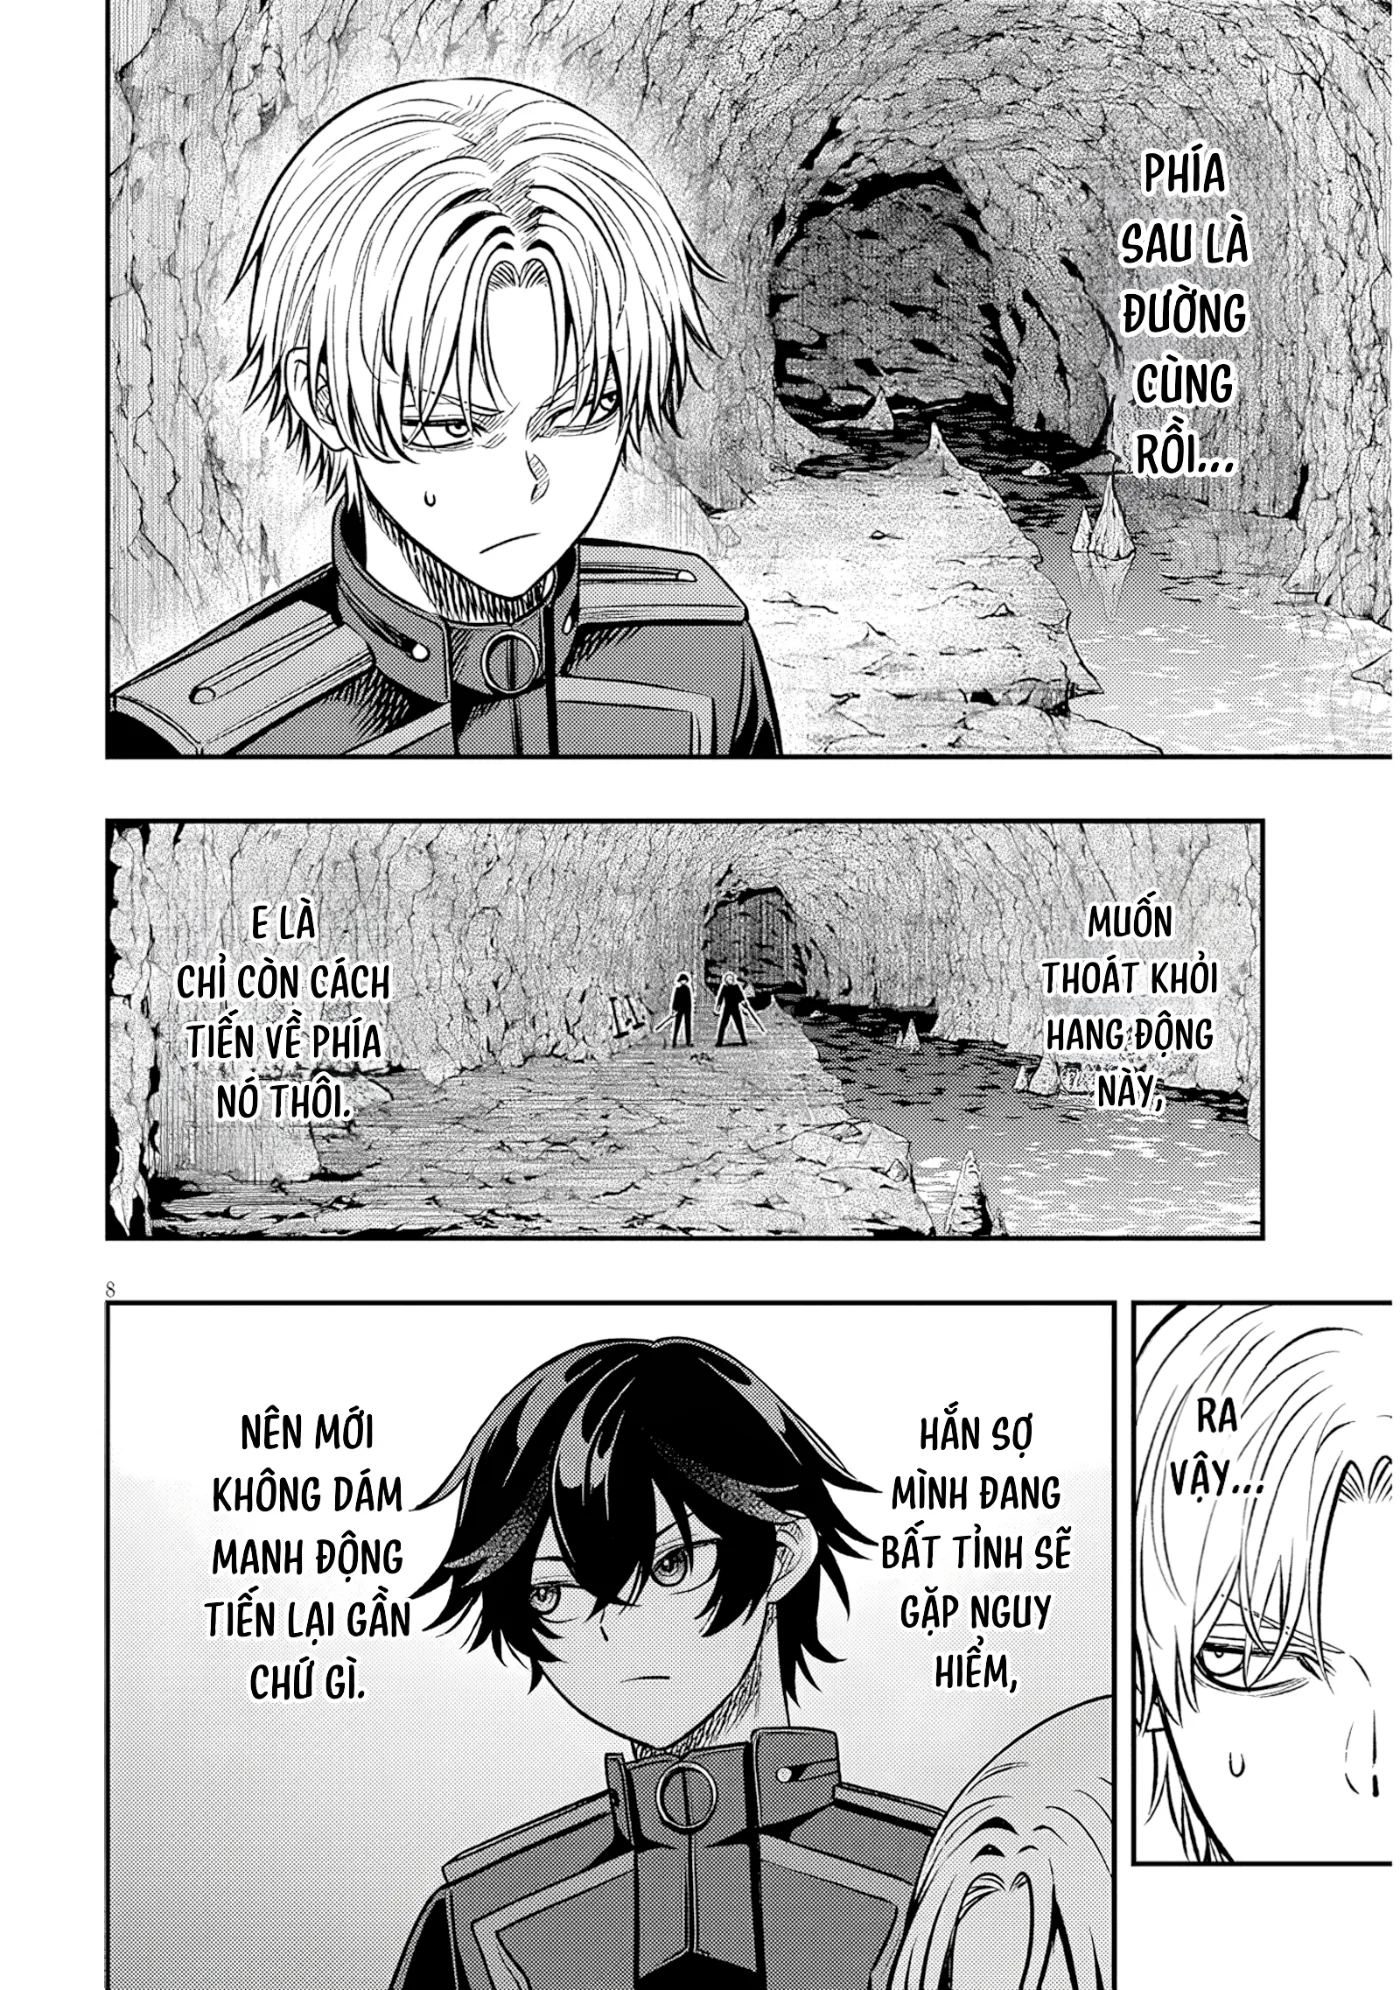 PHÍA
SAU LÀ
ĐƯỜNG
CÙNG
RỒI...
MUỐN
THOÁT KHỎI
HANG ĐỘNG
NÀY,
E LÀ
CHỈ CÒN CÁCH
TIẾN VỀ PHÍA
NÓ THÔI.
8
RA
VẬY...
HẮN SỢ
MÌNH ĐANG
BẤT TỈNH SẼ
GẶP NGUY
HIỂM,
NÊN MỚI
KHÔNG DÁM
MANH ĐỘNG
TIẾN LẠI GẦN
CHỨ GÌ.